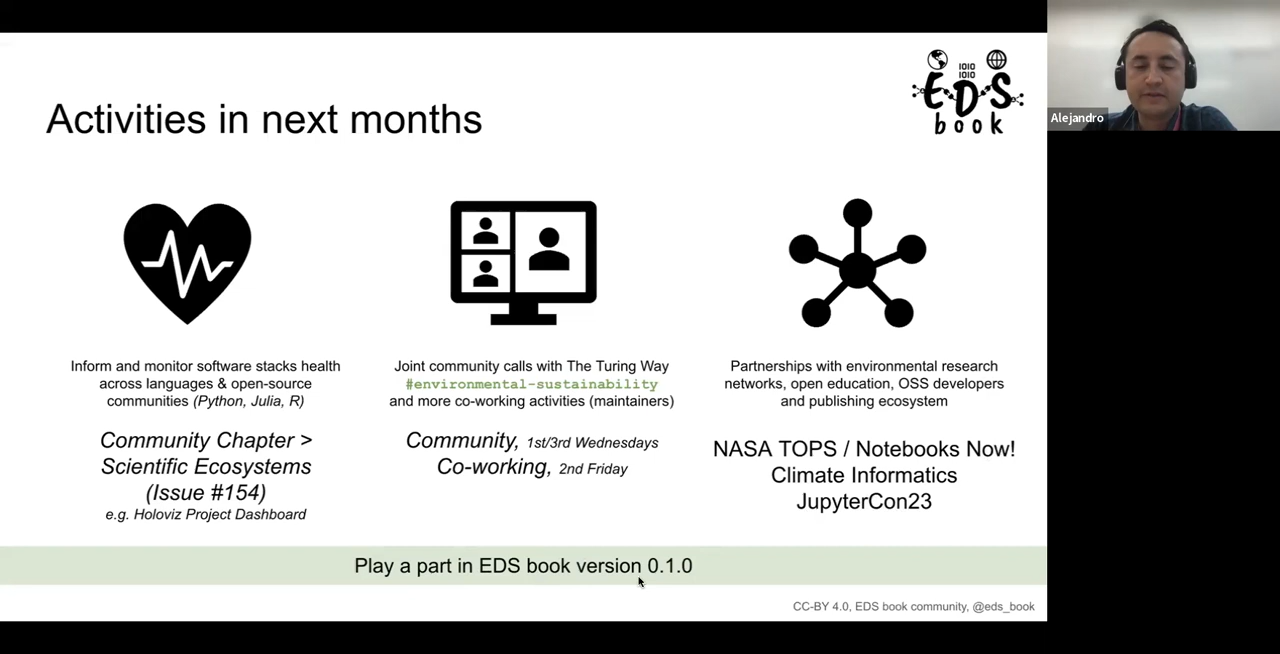 Activities in next months
IOIO
IOIO
EDS
book
Alejandro
Inform and monitor software stacks health
across languages & open-source
communities (Python, Julia, R)
Community Chapter >
Scientific Ecosystems
(Issue #154)
e.g. Holoviz Project Dashboard
Joint community calls with The Turing Way
#environmental-sustainability
and more co-working activities (maintainers)
Community, 1st/3rd Wednesdays
Co-working, 2nd Friday
Partnerships with environmental research
networks, open education, OSS developers
and publishing ecosystem
NASA TOPS / Notebooks Now!
Climate Informatics
JupyterCon23
Play a part in EDS book version 0.1.0
CC-BY 4.0, EDS book community, @eds_book